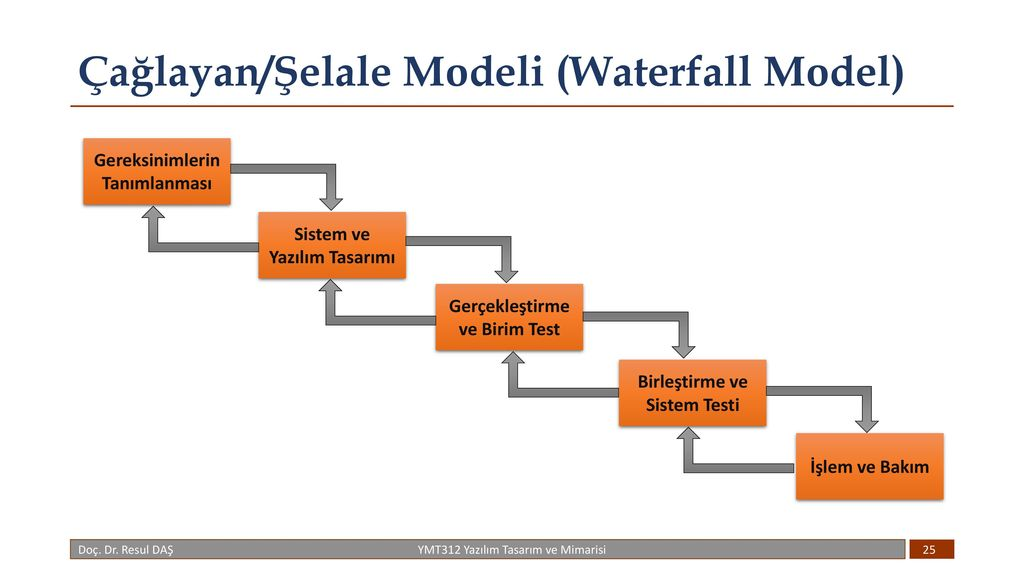 Çağlayan/Şelale Modeli (Waterfall Model)
Gereksinimlerin
Tanımlanması
Sistem ve
Yazılım Tasarımı
Gerçekleştirme
ve Birim Test
Birleştirme ve
Sistem Testi
İşlem ve Bakım
Doç. Dr. Resul DAŞ
YMT312 Yazılım Tasarım ve Mimarisi
25